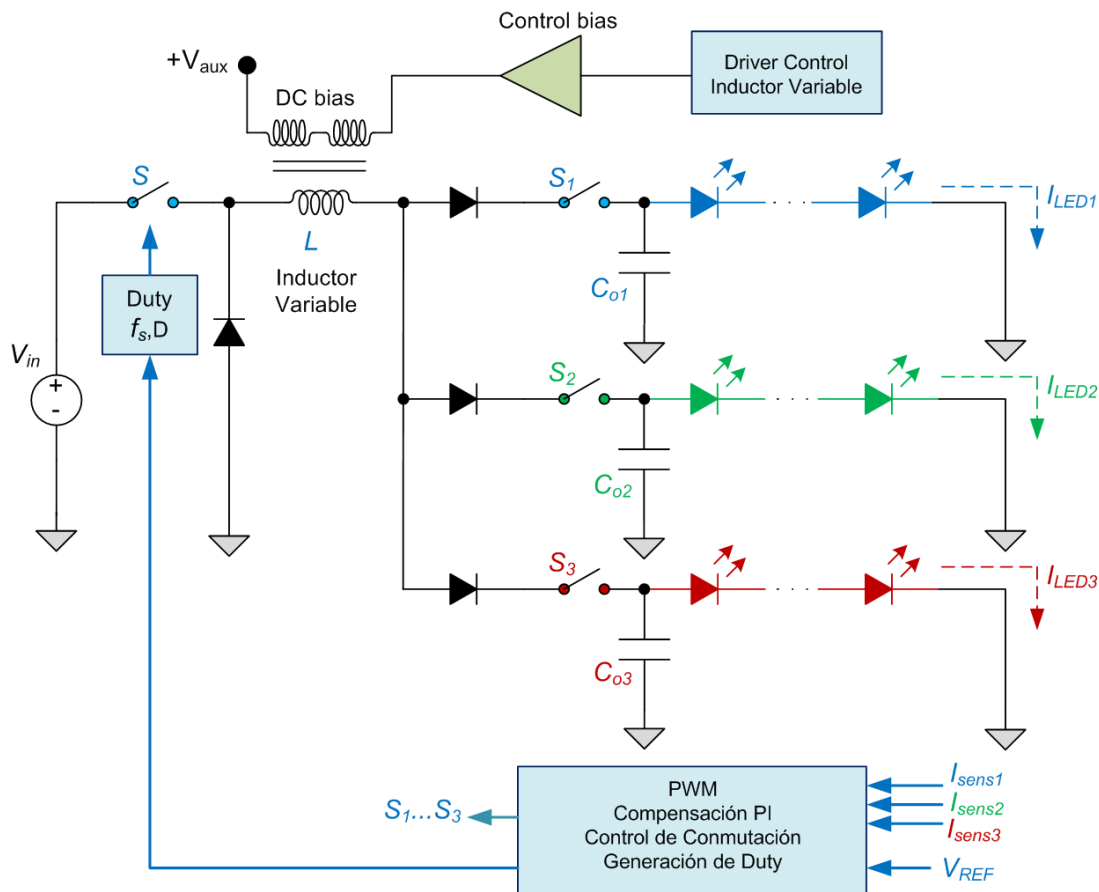 Control bias
+Vaux
DC bias
Driver Control
Inductor Variable
S
L
Inductor
Variable
S1
ILED1
Co1
Duty
fs,D
Vin
+
-
S2
ILED2
Co2
S3
ILED3
Co3
PWM
Compensación PI
Control de Conmutación
Generación de Duty
S1...S3
Isens1
Isens2
Isens3
VREF